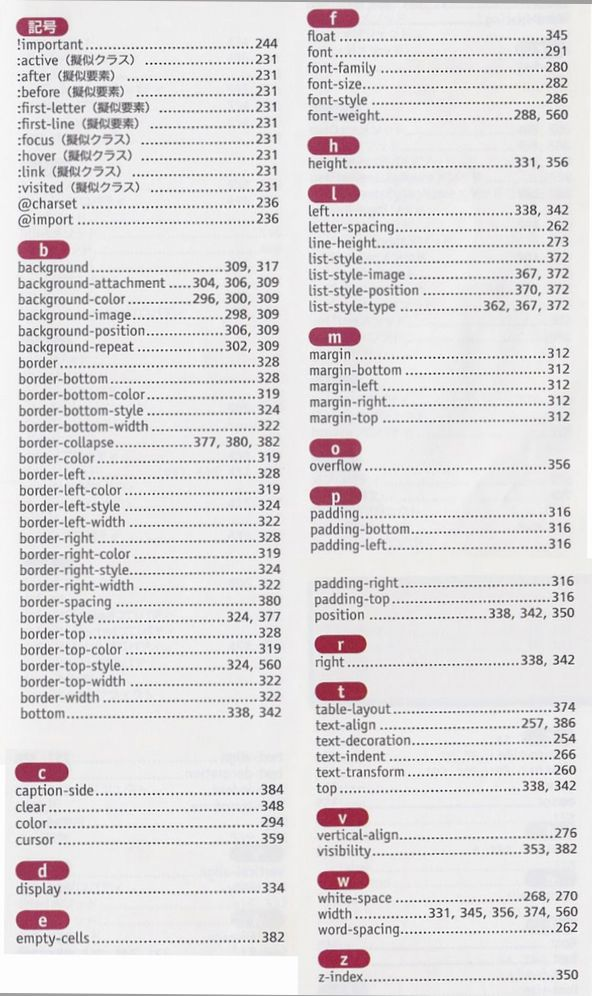 記号
!important 244
:active（擬似クラス） 231
:after（擬似要素） 231
:before（擬似要素） 231
:first-letter（擬似要素） 231
:first-line（擬似要素） 231
:focus（擬似クラス） 231
:hover（擬似クラス） 231
:link（擬似クラス） 231
:visited（擬似クラス） 231
@charset 236
@import 236
b
background 309, 317
background-attachment 304, 306, 309
background-color 296, 300, 309
background-image 298, 309
background-position 306, 309
background-repeat 302, 309
border 328
border-bottom 328
border-bottom-color 319
border-bottom-style 324
border-bottom-width 322
border-collapse 377, 380, 382
border-color 319
border-left 328
border-left-color 319
border-left-style 324
border-left-width 322
border-right 328
border-right-color 319
border-right-style 324
border-right-width 322
border-spacing 380
border-style 324, 377
border-top 328
border-top-color 319
border-top-style 324, 560
border-top-width 322
border-width 322
bottom 338, 342
c
caption-side 384
clear 348
color 294
cursor 359
d
display 334
e
empty-cells 382
f
float 345
font 291
font-family 280
font-size 282
font-style 286
font-weight 288, 560
h
height 331, 356
l
left 338, 342
letter-spacing 262
line-height 273
list-style 372
list-style-image 367, 372
list-style-position 370, 372
list-style-type 362, 367, 372
m
margin 312
margin-bottom 312
margin-left 312
margin-right 312
margin-top 312
o
overflow 356
p
padding 316
padding-bottom 316
padding-left 316
padding-right 316
padding-top 316
position 338, 342, 350
r
right 338, 342
t
table-layout 374
text-align 257, 386
text-decoration 254
text-indent 266
text-transform 260
top 338, 342
v
vertical-align 276
visibility 353, 382
w
white-space 268, 270
width 331, 345, 356, 374, 560
word-spacing 262
z
z-index 350